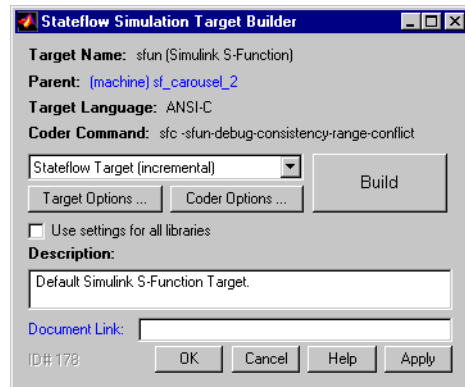 Stateflow Simulation Target Builder
Target Name: sfun (Simulink S-Function)
Parent: (machine) sf_carousel_2
Target Language: ANSI-C
Coder Command: sfc -sfun-debug-consistency-range-conflict
Stateflow Target (incremental)
Build
Target Options ... Coder Options ...
Use settings for all libraries
Description:
Default Simulink S-Function Target.
Document Link:
ID# 178 OK Cancel Help Apply